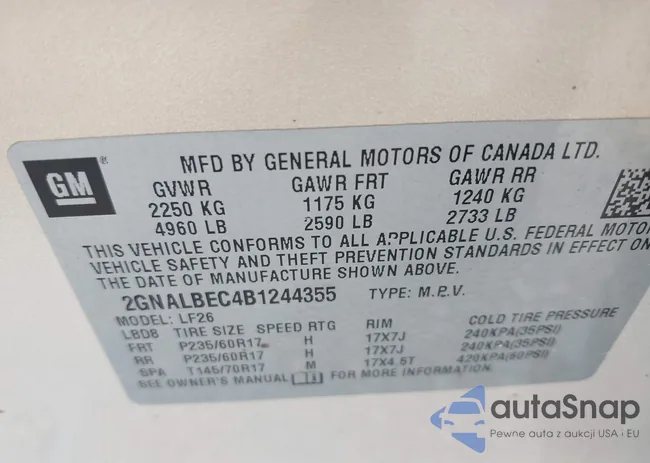 GM
®
MFD BY GENERAL MOTORS OF CANADA LTD.
GVWR GAWR FRT GAWR RR
2250 KG 1175 KG 1240 KG
4960 LB 2590 LB 2733 LB
THIS VEHICLE CONFORMS TO ALL APPLICABLE U.S. FEDERAL MOTOR
VEHICLE SAFETY AND THEFT PREVENTION STANDARDS IN EFFECT ON
THE DATE OF MANUFACTURE SHOWN ABOVE.
2GNALBEC4B1244355 TYPE: M.P.V.
MODEL: LF26
LBD8 TIRE SIZE SPEED RTG RIM COLD TIRE PRESSURE
FRT P235/60R17 H 17X7J 240KPA(35PSI)
RR P235/60R17 H 17X7J 240KPA(35PSI)
SPA T145/70R17 M 17X4.5T 420KPA(60PSI)
SEE OWNER'S MANUAL FOR MORE INFORMATION
autaSnap
Pewne auta z aukcji USA i EU